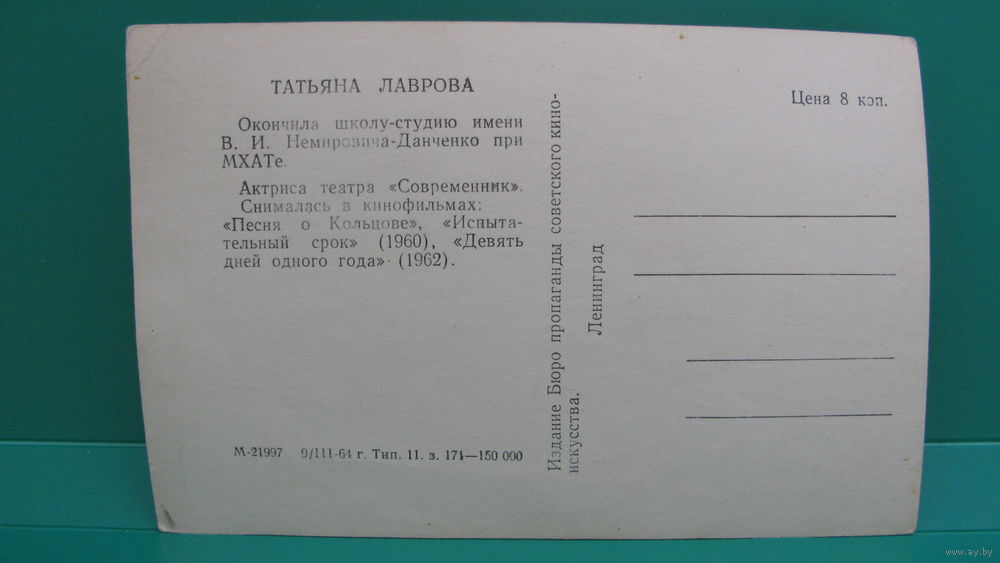 ТАТЬЯНА ЛАВРОВА
Окончила школу-студию имени
В. И. Немировича-Данченко при
МХАТе.
Актриса театра «Современник».
Снималась в кинофильмах:
«Песня о Кольцове», «Испыта-
тельный срок» (1960), «Девять
дней одного года» (1962).
М-21997 9/III-64 г. Тип. 11. з. 171—150 000
Издание Бюро пропаганды советского кино-
искусства.
Ленинград
Цена 8 коп.
www.ay.by